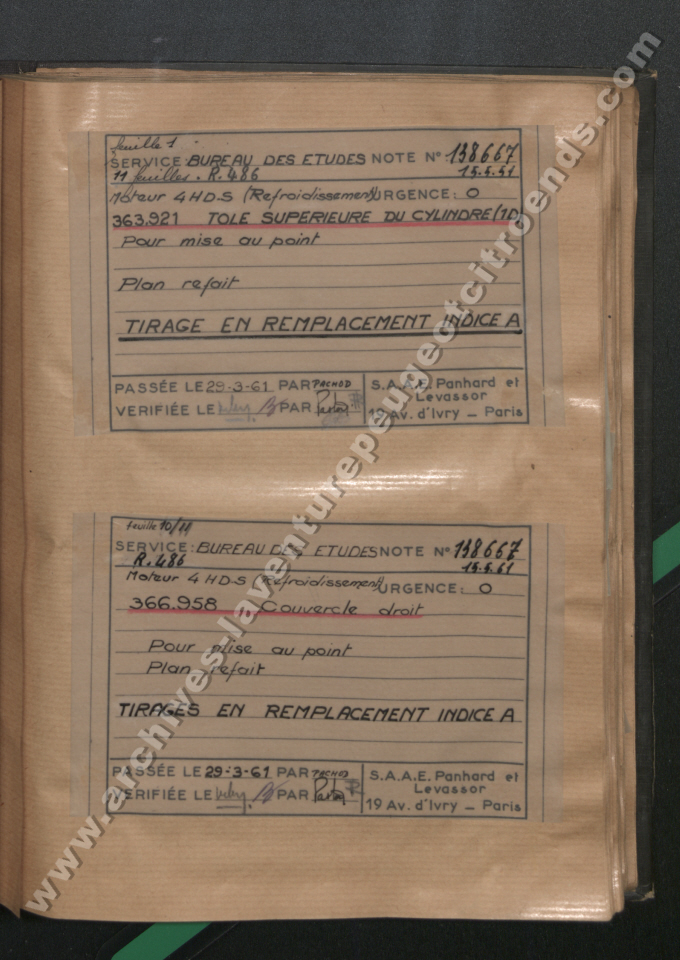 feuille 1
SERVICE: BUREAU DES ETUDES NOTE N° 138667
11 feuilles. R.486 15.5.61
Moteur 4HDS (Refroidissement) URGENCE: O
363.921 TOLE SUPERIEURE DU CYLINDRE (1D)
Pour mise au point
Plan refait
TIRAGE EN REMPLACEMENT INDICE A
PASSÉE LE 29-3-61 PAR PACHOD
VERIFIÉE LE PAR
S.A.A.E. Panhard et
Levassor
19 Av. d'Ivry _ Paris
feuille 10/11
SERVICE: BUREAU DES ETUDES NOTE N° 138667
R.486 15.5.61
Moteur 4 HDS (Refroidissement) URGENCE: O
366.958 Couvercle droit
Pour mise au point
Plan refait
TIRAGES EN REMPLACEMENT INDICE A
PASSÉE LE 29-3-61 PAR PACHOD
VERIFIÉE LE PAR
S.A.A.E. Panhard et
Levassor
19 Av. d'Ivry _ Paris
www.archives-laventurepeugeotcitroends.com